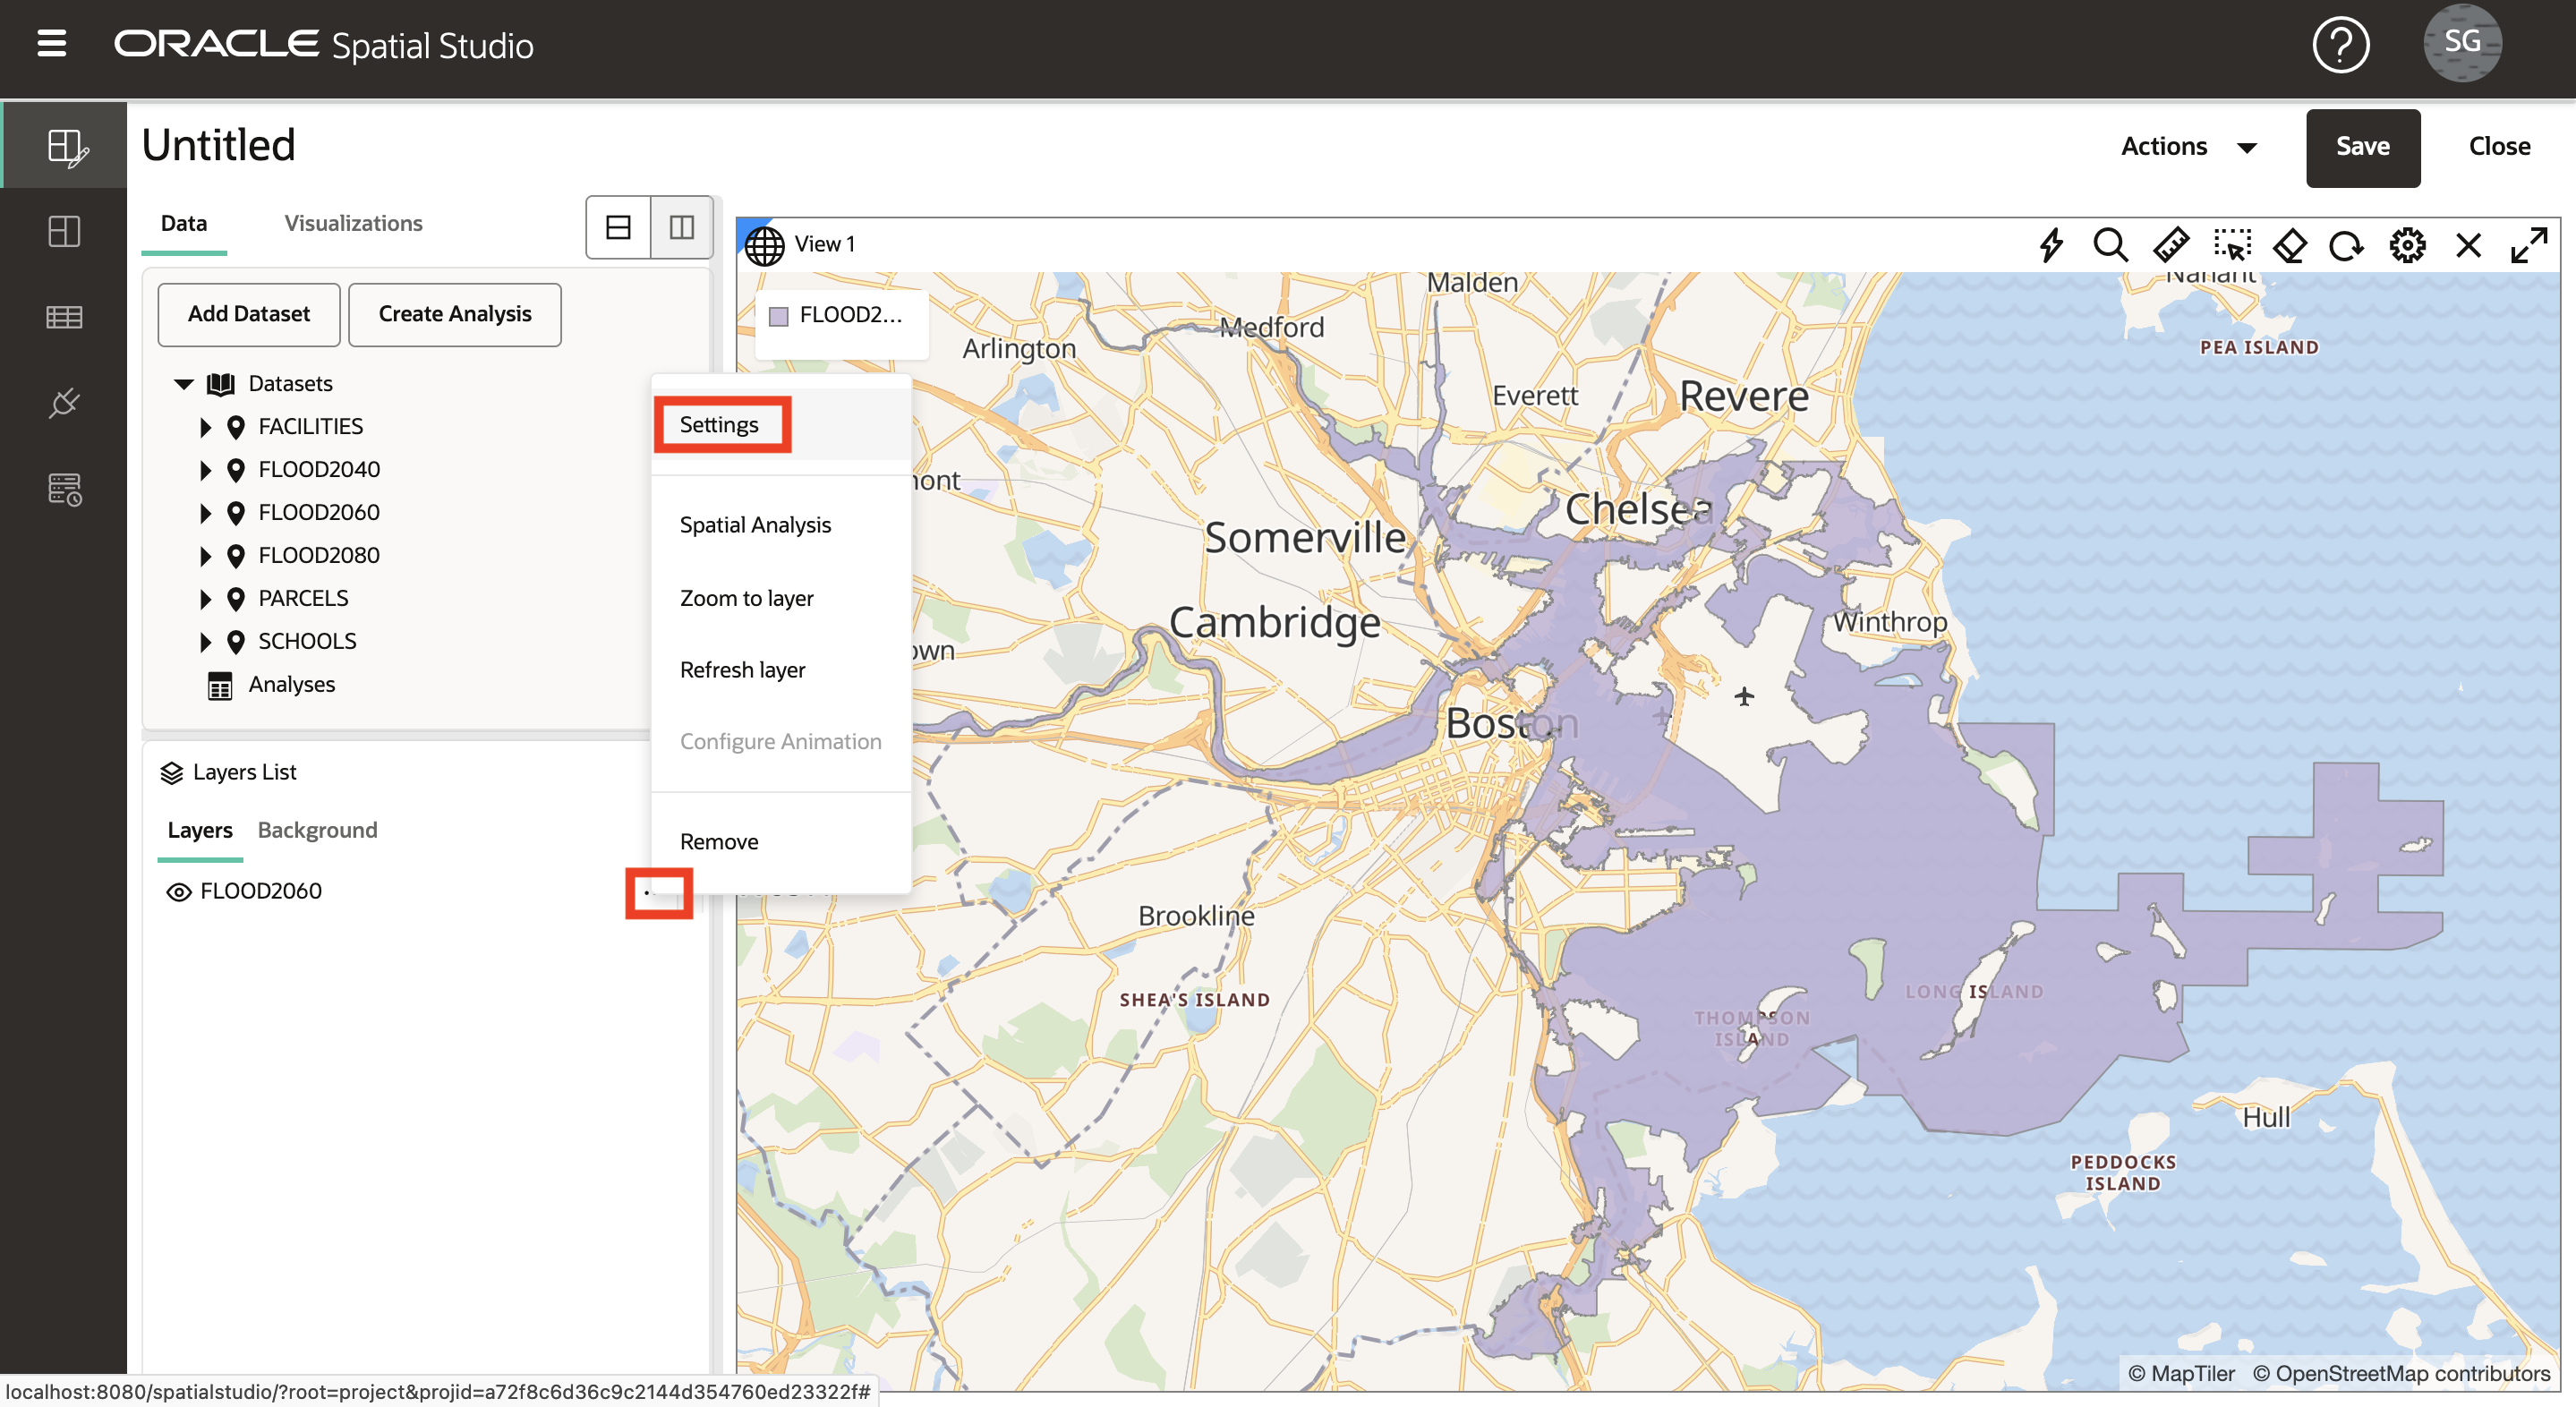 ORACLE Spatial Studio
SG
Untitled
Actions
Save
Close
Data
Visualizations
View 1
Add Dataset
Create Analysis
Datasets
FACILITIES
FLOOD2040
FLOOD2060
FLOOD2080
PARCELS
SCHOOLS
Analyses
Layers List
Layers
Background
FLOOD2060
Settings
Spatial Analysis
Zoom to layer
Refresh layer
Configure Animation
Remove
FLOOD2...
Malden
Nahant
Medford
Arlington
PEA ISLAND
Everett
Revere
mont
Chelsea
Somerville
Cambridge
Winthrop
own
Boston
Brookline
SHEA'S ISLAND
LONG ISLAND
THOMPSON
ISLAND
Hull
PEDDOCKS
ISLAND
© MapTiler © OpenStreetMap contributors
localhost:8080/spatialstudio/?root=project&projid=a72f8c6d36c9c2144d354760ed23322f#